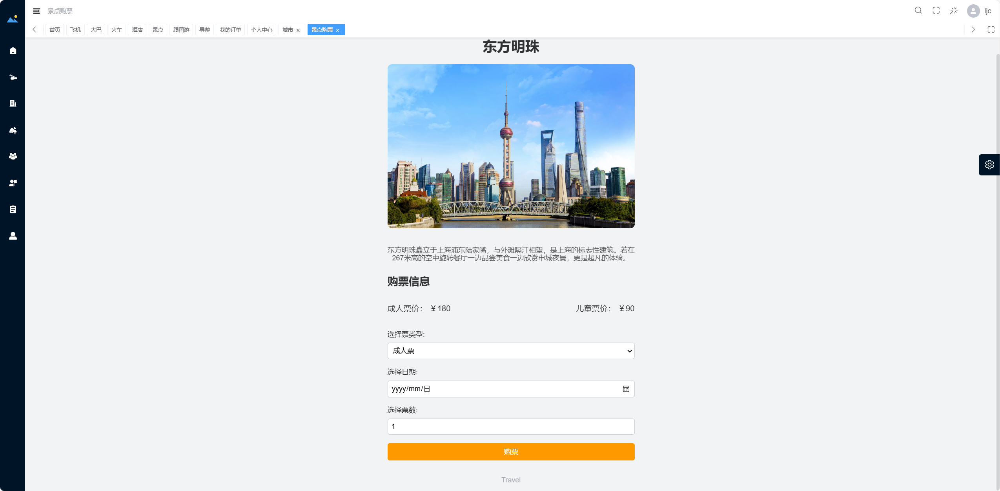 景点购票
ljc
首页
飞机
大巴
火车
酒店
景点
跟团游
导游
我的订单
个人中心
城市
景点购票
东方明珠
东方明珠矗立于上海浦东陆家嘴，与外滩隔江相望，是上海的标志性建筑。若在
267米高的空中旋转餐厅一边品尝美食一边欣赏申城夜景，更是超凡的体验。
购票信息
成人票价： ¥ 180
儿童票价： ¥ 90
选择票类型:
成人票
选择日期:
yyyy/mm/日
选择票数:
1
购票
Travel